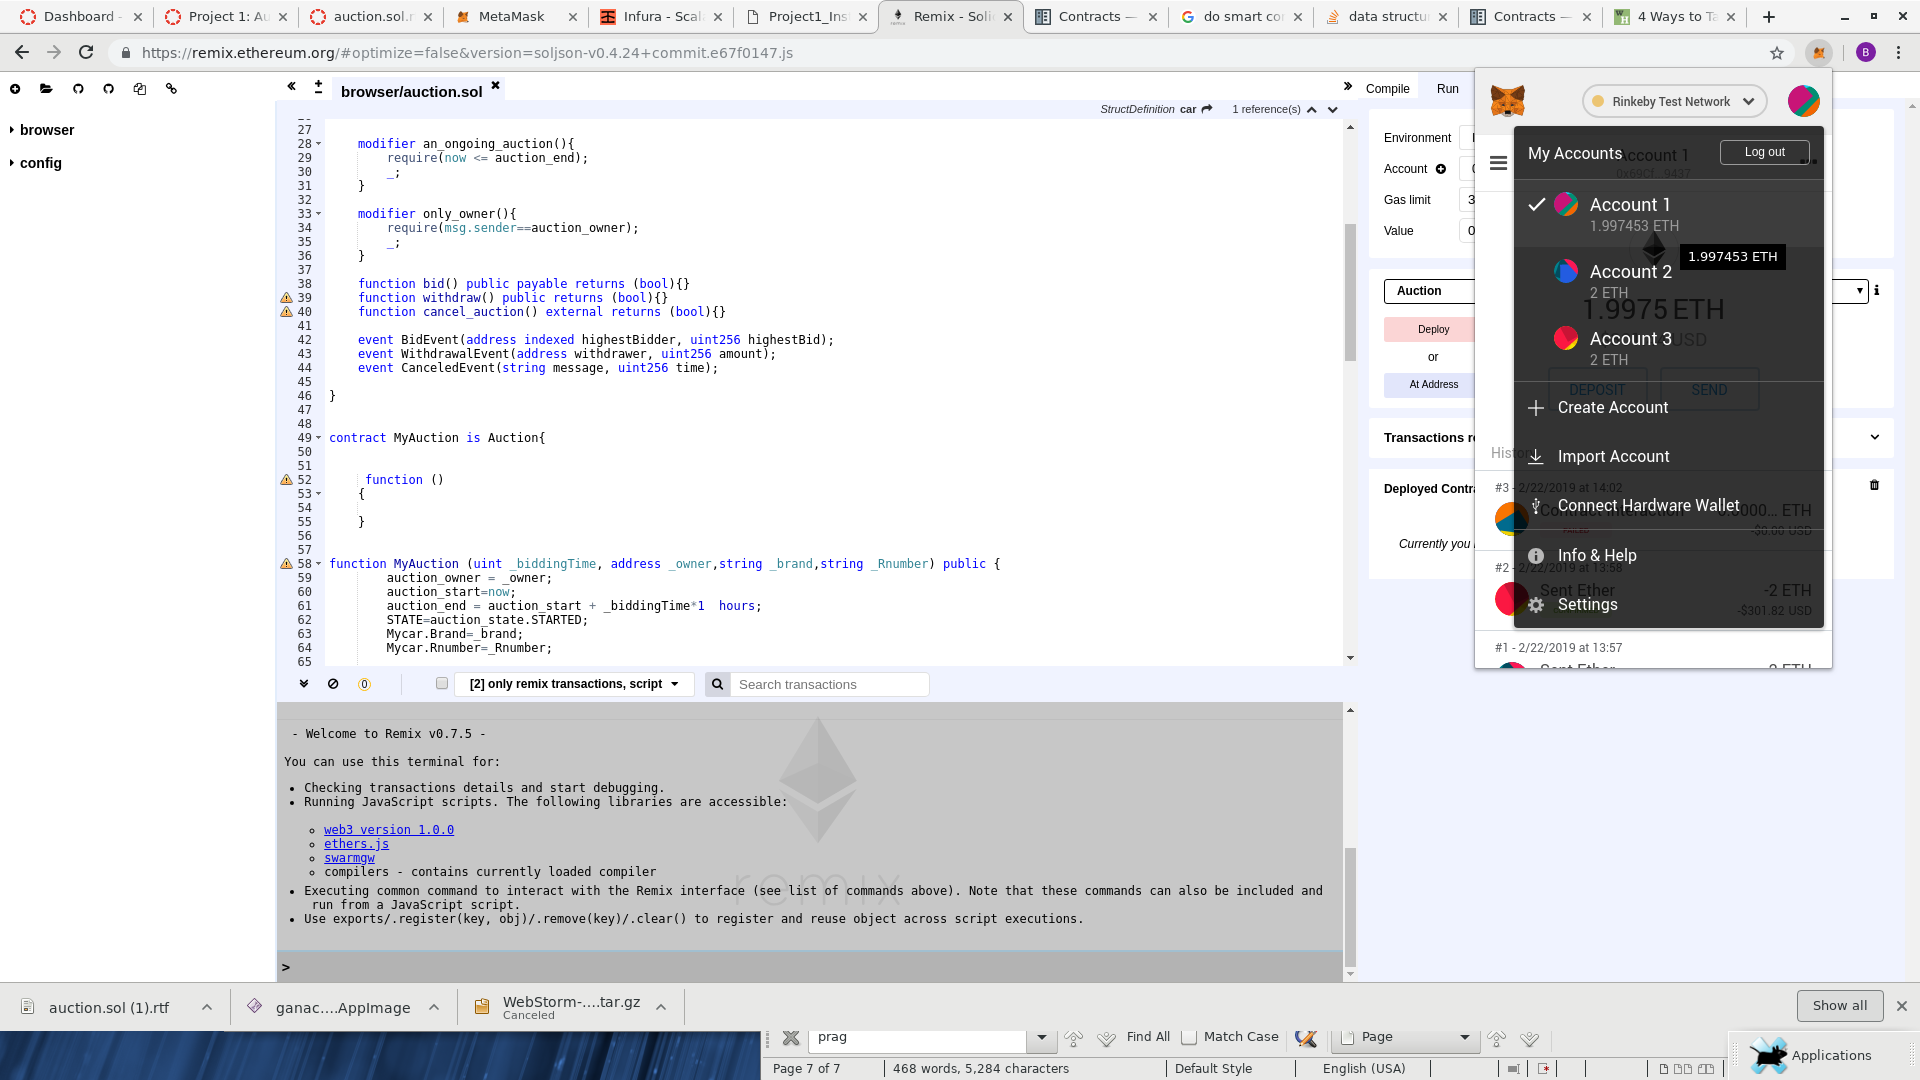 Dashboard -
Project 1: Au
auction.sol.r
MetaMask
Infura - Scal
Project1_Ins
Remix - Soli
Contracts —
do smart co
data structu
Contracts —
4 Ways to Ta
https://remix.ethereum.org/#optimize=false&version=soljson-v0.4.24+commit.e67f0147.js
B
browser
config
browser/auction.sol
StructDefinition car 1 reference(s)
27
28 modifier an_ongoing_auction(){
29 require(now <= auction_end);
30 _;
31 }
32
33 modifier only_owner(){
34 require(msg.sender==auction_owner);
35 _;
36 }
37
38 function bid() public payable returns (bool){}
39 function withdraw() public returns (bool){}
40 function cancel_auction() external returns (bool){}
41
42 event BidEvent(address indexed highestBidder, uint256 highestBid);
43 event WithdrawalEvent(address withdrawer, uint256 amount);
44 event CanceledEvent(string message, uint256 time);
45
46 }
47
48
49 contract MyAuction is Auction{
50
51
52 function ()
53 {
54
55 }
56
57
58 function MyAuction (uint _biddingTime, address _owner,string _brand,string _Rnumber) public {
59 auction_owner = _owner;
60 auction_start=now;
61 auction_end = auction_start + _biddingTime*1 hours;
62 STATE=auction_state.STARTED;
63 Mycar.Brand=_brand;
64 Mycar.Rnumber=_Rnumber;
65
0
[2] only remix transactions, script
Search transactions
- Welcome to Remix v0.7.5 -
You can use this terminal for:
• Checking transactions details and start debugging.
• Running JavaScript scripts. The following libraries are accessible:
web3 version 1.0.0
ethers.js
swarmgw
compilers - contains currently loaded compiler
• Executing common command to interact with the Remix interface (see list of commands above). Note that these commands can also be included and
run from a JavaScript script.
• Use exports/.register(key, obj)/.remove(key)/.clear() to register and reuse object across script executions.
remix
>
Compile
Run
Environment
Account
Gas limit 3
Value 0
Auction
Deploy
or
At Address
Transactions re
Deployed Contra
Currently you
Rinkeby Test Network
My Accounts
Log out
Account 1
0x69Cf...9437
Account 1
1.997453 ETH
1.997453 ETH
Account 2
2 ETH
1.9975 ETH
USD
Account 3
2 ETH
DEPOSIT
SEND
Create Account
Import Account
Histo
#3 - 2/22/2019 at 14:02
Connect Hardware Wallet
Contract Interaction
ETH
FAILED
-$0.00 USD
Info & Help
#2 - 2/22/2019 at 13:58
Sent Ether
-2 ETH
-$301.82 USD
Settings
#1 - 2/22/2019 at 13:57
Sent Ether
2 ETH
auction.sol (1).rtf
ganac....AppImage
WebStorm-....tar.gz
Canceled
Show all
prag
Find All
Match Case
Page
Page 7 of 7
468 words, 5,284 characters
Default Style
English (USA)
Applications